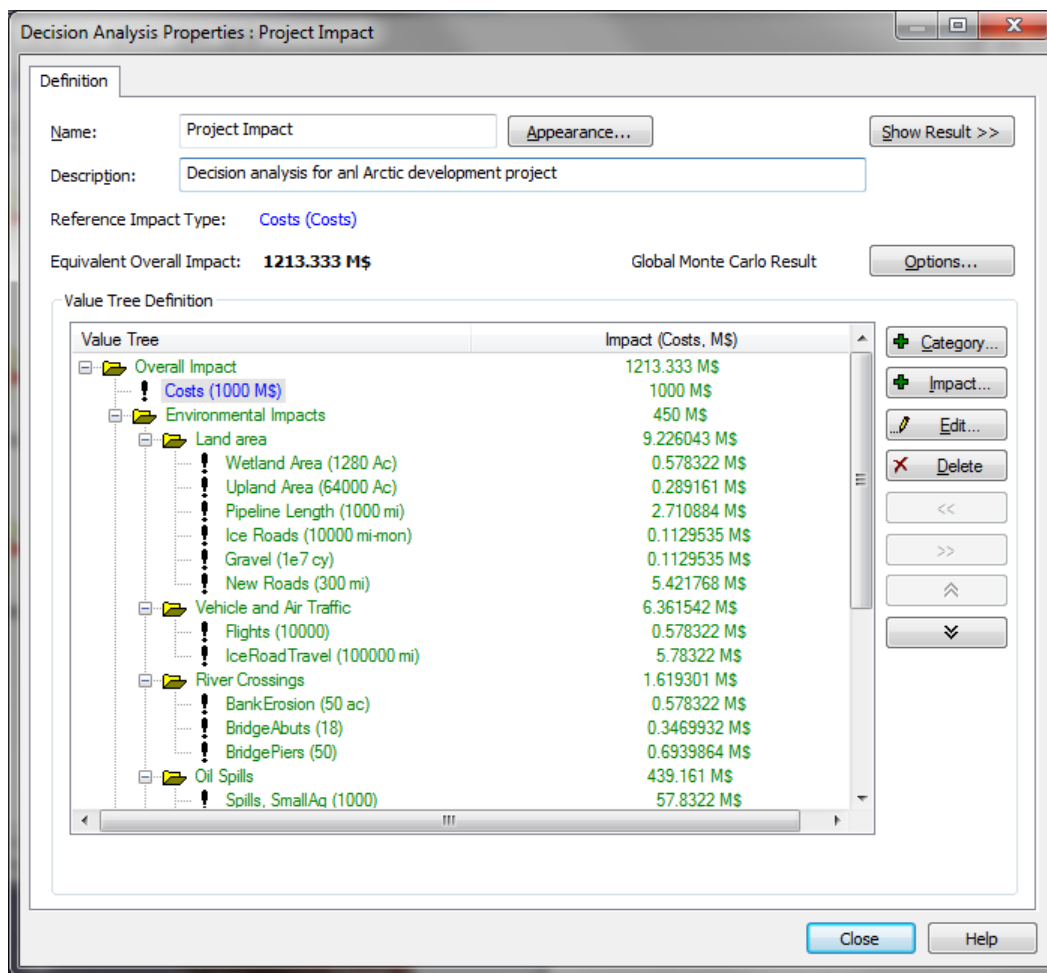 Decision Analysis Properties : Project Impact
Definition
Name: Project Impact Appearance... Show Result >>
Description: Decision analysis for anl Arctic development project
Reference Impact Type: Costs (Costs)
Equivalent Overall Impact: 1213.333 M$ Global Monte Carlo Result Options...
Value Tree Definition
Value Tree Impact (Costs, M$)
Overall Impact 1213.333 M$
Costs (1000 M$) 1000 M$
Environmental Impacts 450 M$
Land area 9.226043 M$
Wetland Area (1280 Ac) 0.578322 M$
Upland Area (64000 Ac) 0.289161 M$
Pipeline Length (1000 mi) 2.710884 M$
Ice Roads (10000 mi-mon) 0.1129535 M$
Gravel (1e7 cy) 0.1129535 M$
New Roads (300 mi) 5.421768 M$
Vehicle and Air Traffic 6.361542 M$
Flights (10000) 0.578322 M$
IceRoadTravel (100000 mi) 5.78322 M$
River Crossings 1.619301 M$
BankErosion (50 ac) 0.578322 M$
BridgeAbuts (18) 0.3469932 M$
BridgePiers (50) 0.6939864 M$
Oil Spills 439.161 M$
Spills, SmallAg (1000) 57.8322 M$
Category...
Impact...
Edit...
Delete
<<
>>
Close Help